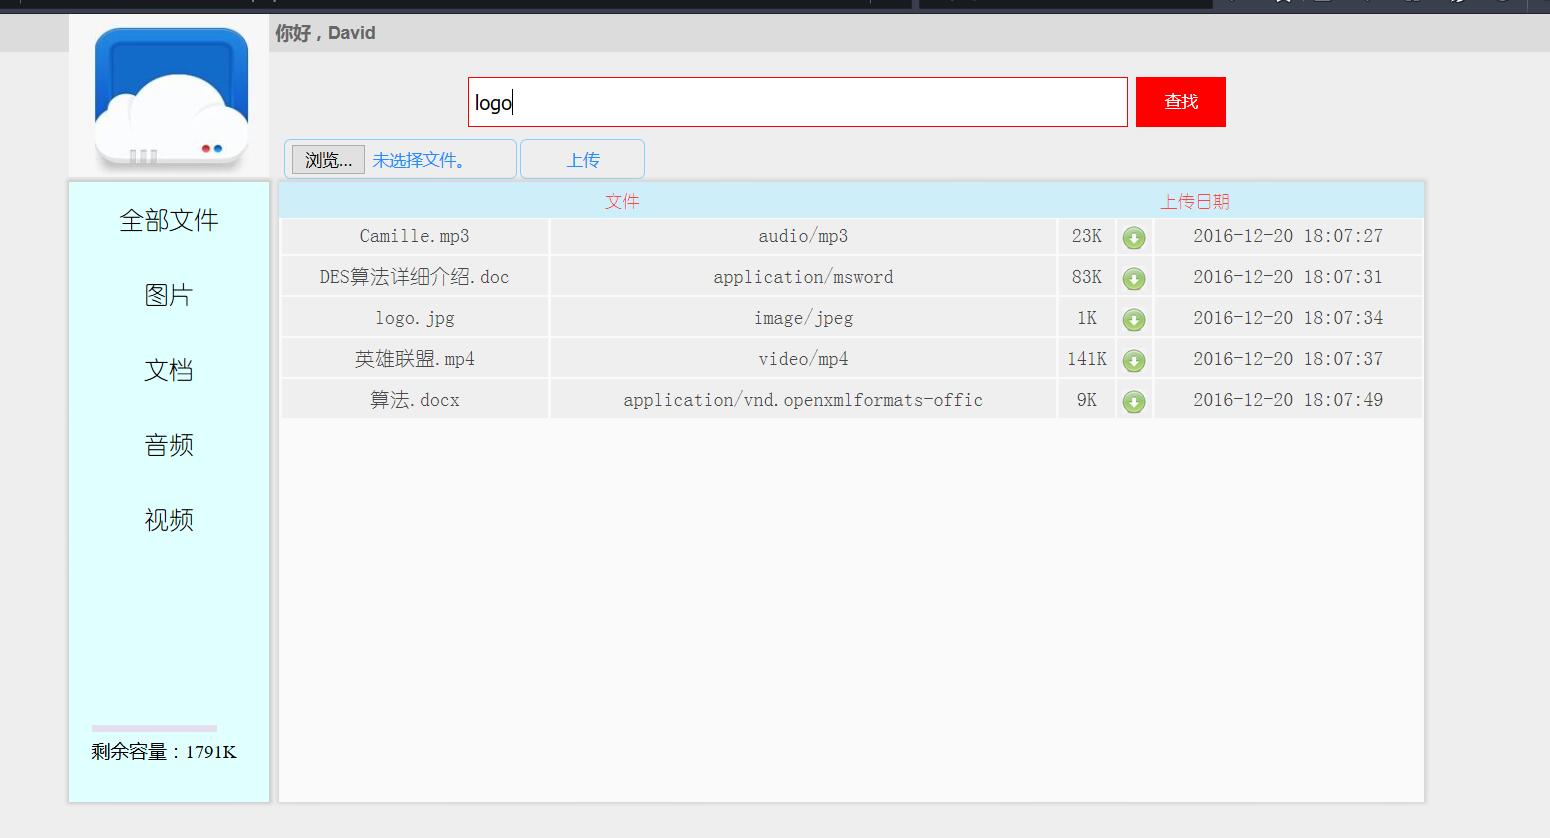 你好，David
logo
查找
浏览... 未选择文件。 上传
全部文件
图片
文档
音频
视频
剩余容量：1791K
文件 上传日期
Camille.mp3 audio/mp3 23K 2016-12-20 18:07:27
DES算法详细介绍.doc application/msword 83K 2016-12-20 18:07:31
logo.jpg image/jpeg 1K 2016-12-20 18:07:34
英雄联盟.mp4 video/mp4 141K 2016-12-20 18:07:37
算法.docx application/vnd.openxmlformats-offic 9K 2016-12-20 18:07:49